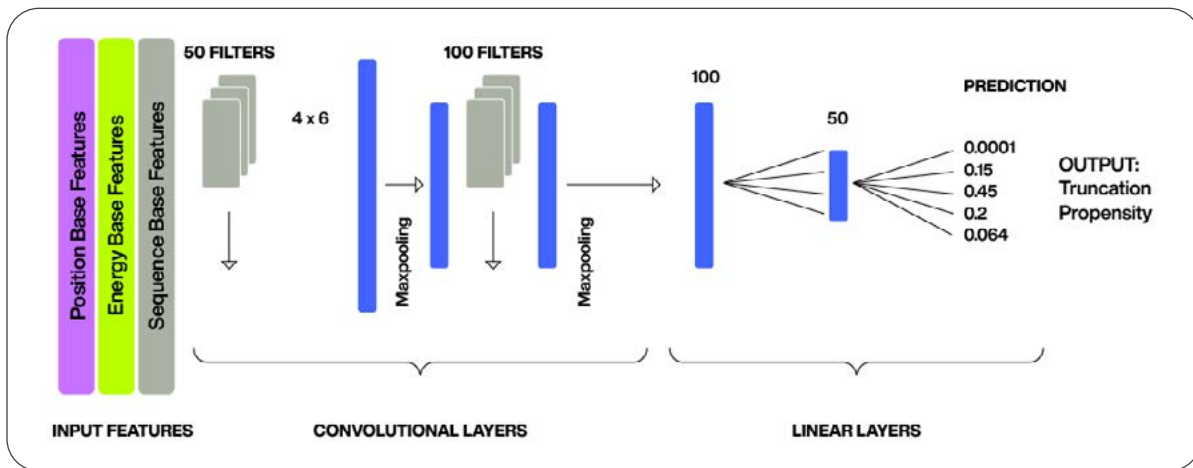 Position Base Features
Energy Base Features
Sequence Base Features
INPUT FEATURES
50 FILTERS
4 x 6
Maxpooling
100 FILTERS
Maxpooling
CONVOLUTIONAL LAYERS
100
50
LINEAR LAYERS
PREDICTION
0.0001
0.15
0.45
0.2
0.064
OUTPUT:
Truncation
Propensity